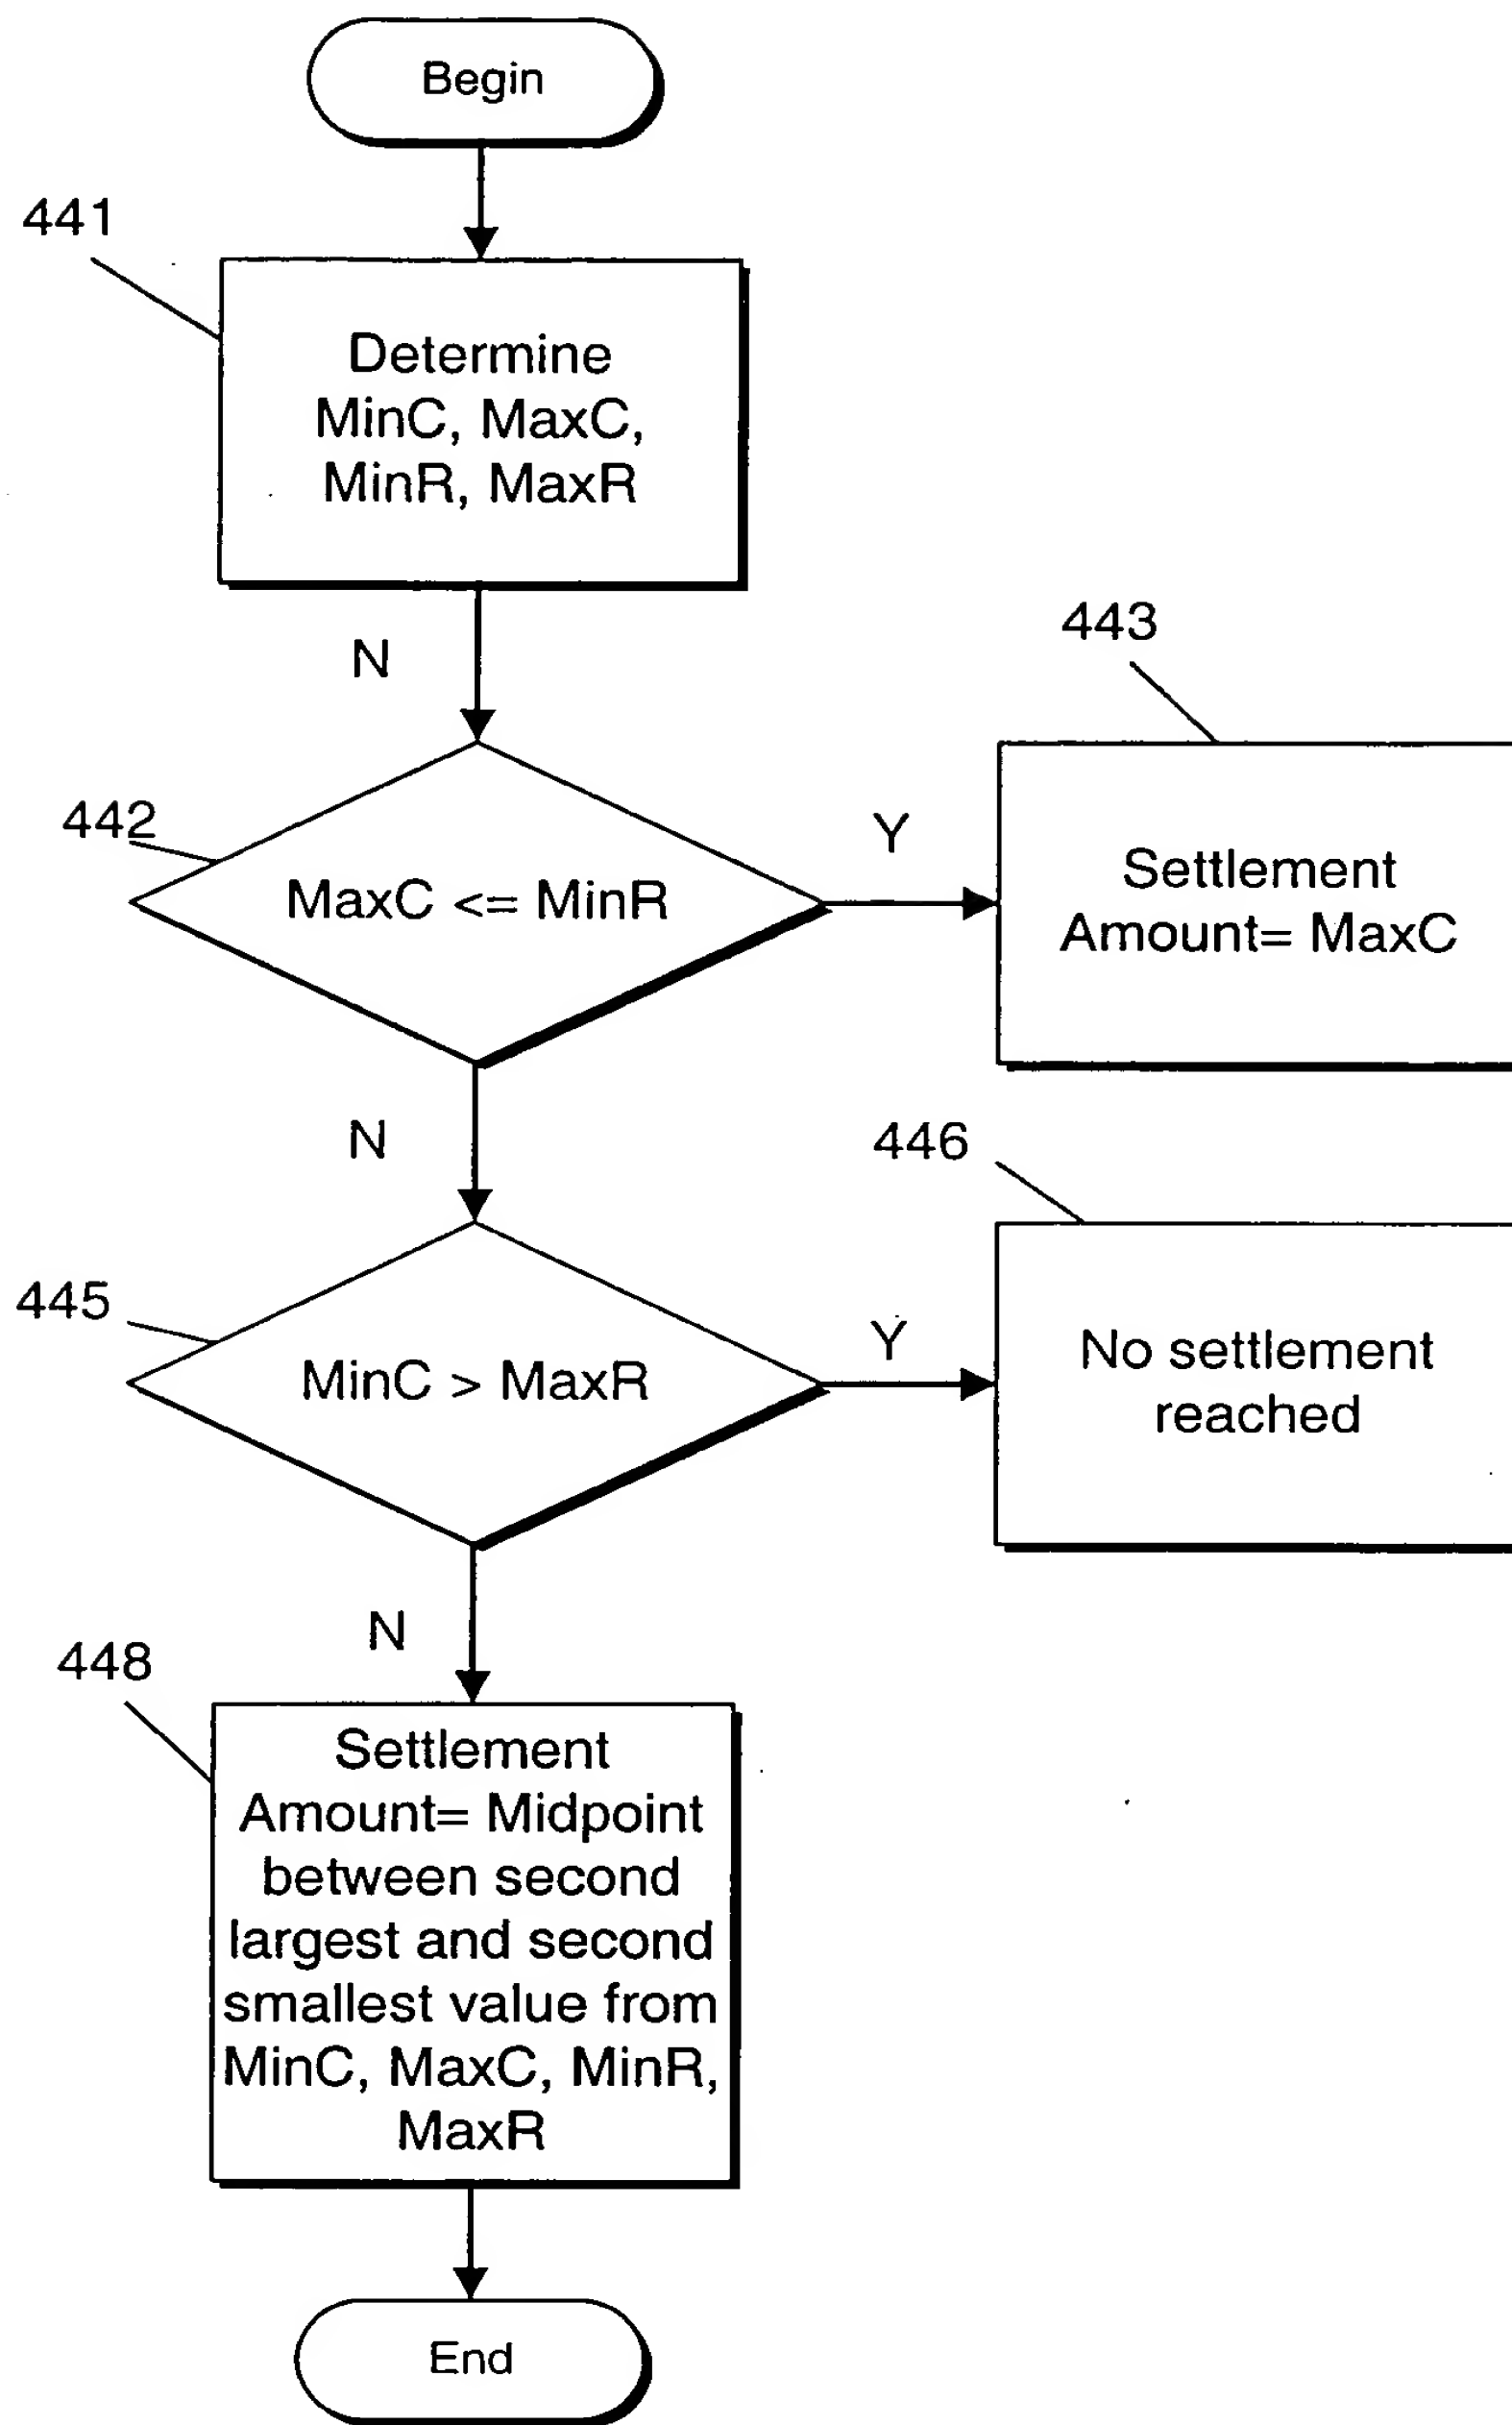 Begin
441
Determine
MinC, MaxC,
MinR, MaxR
N
443
442
MaxC <= MinR
Y
Settlement
Amount= MaxC
N
446
445
MinC > MaxR
Y
No settlement
reached
N
448
Settlement
Amount= Midpoint
between second
largest and second
smallest value from
MinC, MaxC, MinR,
MaxR
End